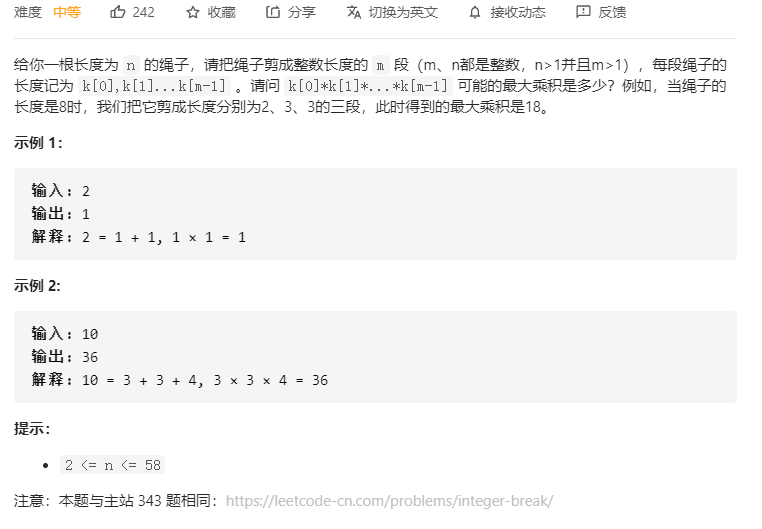 难度 中等 242 收藏 分享 切换为英文 接收动态 反馈
给你一根长度为 n 的绳子，请把绳子剪成整数长度的 m 段（m、n都是整数，n>1并且m>1），每段绳子的
长度记为 k[0],k[1]...k[m-1] 。请问 k[0]*k[1]*...*k[m-1] 可能的最大乘积是多少？例如，当绳子的
长度是8时，我们把它剪成长度分别为2、3、3的三段，此时得到的最大乘积是18。
示例 1：
输入: 2
输出: 1
解释: 2 = 1 + 1, 1 × 1 = 1
示例 2:
输入: 10
输出: 36
解释: 10 = 3 + 3 + 4, 3 × 3 × 4 = 36
提示：
2 <= n <= 58
注意：本题与主站 343 题相同：https://leetcode-cn.com/problems/integer-break/